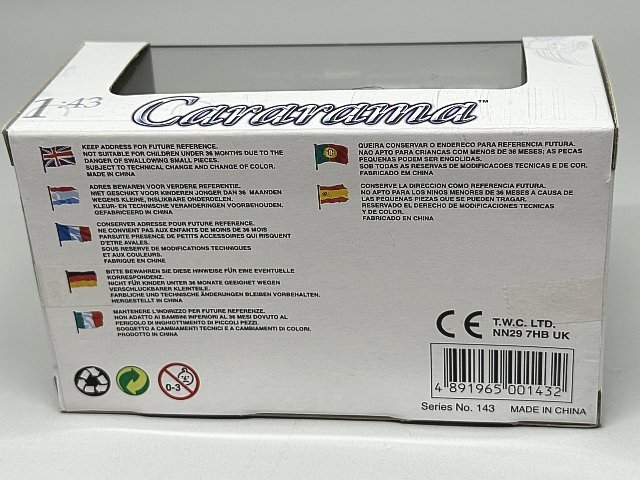 1:43
Cararama™
KEEP ADDRESS FOR FUTURE REFERENCE.
NOT SUITABLE FOR CHILDREN UNDER 36 MONTHS DUE TO THE
DANGER OF SWALLOWING SMALL PIECES.
SUBJECT TO TECHNICAL CHANGE AND CHANGE OF COLOR.
MADE IN CHINA
ADRES BEWAREN VOOR VERDERE REFERENTIE.
NIET GESCHIKT VOOR KINDEREN JONGER DAN 36 MAANDEN
WEGENS KLEINE, INSLIKBARE ONDERDELEN.
KLEUR- EN TECHNISCHE VERANDERINGEN VOORBEHOUDEN.
GEFABRICEERD IN CHINA
CONSERVER ADRESSE POUR FUTURE REFERENCE.
NE CONVIENT PAS AUX ENFANTS DE MOINS DE 36 MOIS
PARSUITE PRESENCE DE PETITS ACCESSOIRES QUI RISQUENT
D'ETRE AVALES.
SOUS RESERVE DE MODIFICATIONS TECHNIQUES
ET AUX COULEURS.
FABRIQUE EN CHINE
BITTE BEWAHREN SIE DIESE HINWEISE FÜR EINE EVENTUELLE
KORRESPONDENZ.
NICHT FÜR KINDER UNTER 36 MONATE GEEIGNET WEGEN
VERSCHLUCKBARER KLEINTEILE.
FARBLICHE UND TECHNISCHE ÄNDERUNGEN BLEIBEN VORBEHALTEN.
HERGESTELLT IN CHINA
MANTENERE L'INDIRIZZO PER FUTURE REFERENZE.
NON ADATTO AI BAMBINI INFERIORI AL 36 MESI DOVUTO AL
PERICOLO DI INGHOTTIMENTO DI PICCOLI PEZZI.
SOGGETTO A CAMBIAMENTI TECNICI E A CAMBIAMENTI DI COLORI.
PRODOTTO IN CHINA
QUEIRA CONSERVAR O ENDERECO PARA REFERENCIA FUTURA.
NAO APTO PARA CRIANCAS COM MENOS DE 36 MESES; AS PECAS
PEQUENAS PODEM SER ENGOLIDAS.
SOB TODAS AS RESERVAS DE MODIFICACOES TECNICAS E DE COR.
FABRICADO EM CHINA
CONSERVE LA DIRECCION COMO REFERENCIA FUTURA.
NO APTO PARA LOS NINOS MENORES DE 36 MESES A CAUSA DE
LAS PEQUENAS PIEZAS QUE SE PUEDEN TRAGAR.
RESERVADO EL DERECHO DE MODIFICACIONES TECNICAS
Y DE COLOR.
FABRICADO EN CHINA
0-3
CE
T.W.C. LTD.
NN29 7HB UK
4 891965 001432
Series No. 143 MADE IN CHINA